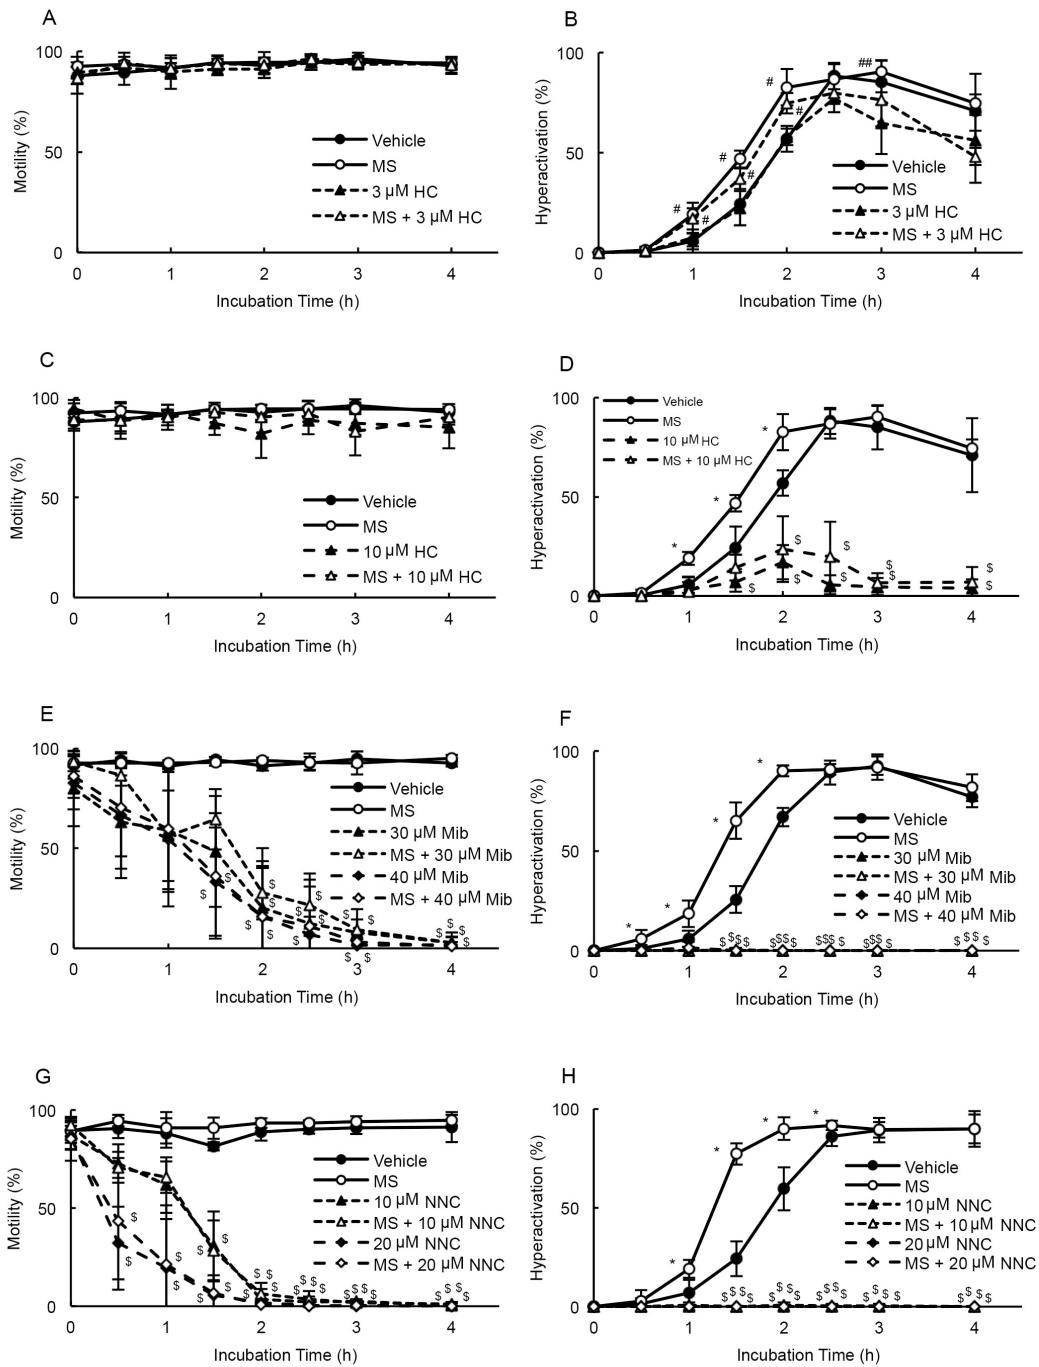 A
Motility (%)
100
50
0
Vehicle
MS
3 µM HC
MS + 3 µM HC
0 1 2 3 4
Incubation Time (h)
B
Hyperactivation (%)
100
50
0
# # # ##
# # #
Vehicle
MS
3 µM HC
MS + 3 µM HC
0 1 2 3 4
Incubation Time (h)
C
Motility (%)
100
50
0
Vehicle
MS
10 µM HC
MS + 10 µM HC
0 1 2 3 4
Incubation Time (h)
D
Hyperactivation (%)
100
50
0
Vehicle
MS
10 µM HC
MS + 10 µM HC
* * *
$ $ $ $
$ $ $ $ $
0 1 2 3 4
Incubation Time (h)
E
Motility (%)
100
50
0
Vehicle
MS
30 µM Mib
MS + 30 µM Mib
40 µM Mib
MS + 40 µM Mib
0 1 2 3 4
Incubation Time (h)
F
Hyperactivation (%)
100
50
0
* * * *
Vehicle
MS
30 µM Mib
MS + 30 µM Mib
40 µM Mib
MS + 40 µM Mib
$$$$ $$$$ $$$$ $$$$ $$$$
0 1 2 3 4
Incubation Time (h)
G
Motility (%)
100
50
0
Vehicle
MS
10 µM NNC
MS + 10 µM NNC
20 µM NNC
MS + 20 µM NNC
0 1 2 3 4
Incubation Time (h)
H
Hyperactivation (%)
100
50
0
* * * *
Vehicle
MS
10 µM NNC
MS + 10 µM NNC
20 µM NNC
MS + 20 µM NNC
$$$$ $$$$ $$$$ $$$$ $$$$
0 1 2 3 4
Incubation Time (h)